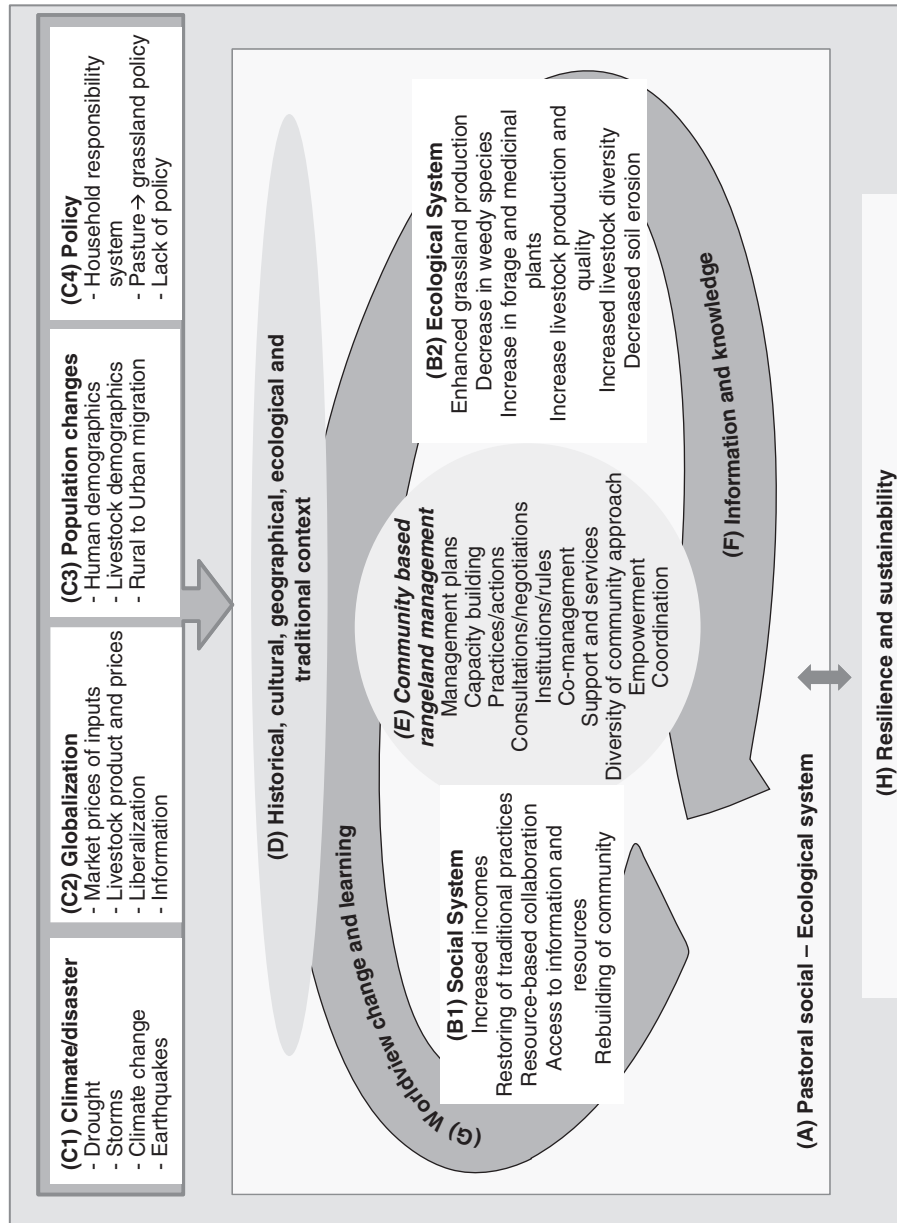 (C1) Climate/disaster
- Drought
- Storms
- Climate change
- Earthquakes
(C2) Globalization
- Market prices of inputs
- Livestock product and prices
- Liberalization
- Information
(C3) Population changes
- Human demographics
- Livestock demographics
- Rural to Urban migration
(C4) Policy
- Household responsibility
system
- Pasture → grassland policy
- Lack of policy
(D) Historical, cultural, geographical, ecological and
traditional context
(G) Worldview change and learning
(B1) Social System
Increased incomes
Restoring of traditional practices
Resource-based collaboration
Access to information and
resources
Rebuilding of community
(E) Community based
rangeland management
Management plans
Capacity building
Practices/actions
Consultations/negotiations
Institutions/rules
Co-management
Support and services
Diversity of community approach
Empowerment
Coordination
(B2) Ecological System
Enhanced grassland production
Decrease in weedy species
Increase in forage and medicinal
plants
Increase livestock production and
quality
Increased livestock diversity
Decreased soil erosion
(F) Information and knowledge
(A) Pastoral social – Ecological system
(H) Resilience and sustainability